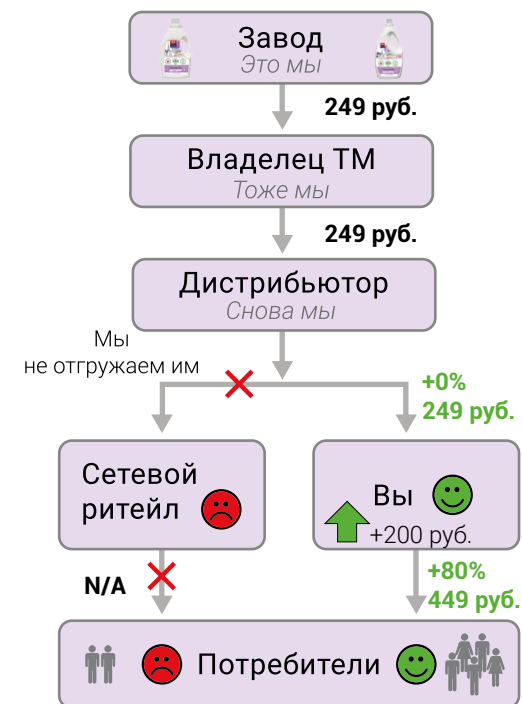 Завод
Это мы
249 руб.
Владелец ТМ
Тоже мы
249 руб.
Дистрибьютор
Снова мы
Мы
не отгружаем им
+0%
249 руб.
Сетевой
ритейл
Вы
+200 руб.
N/A
+80%
449 руб.
Потребители